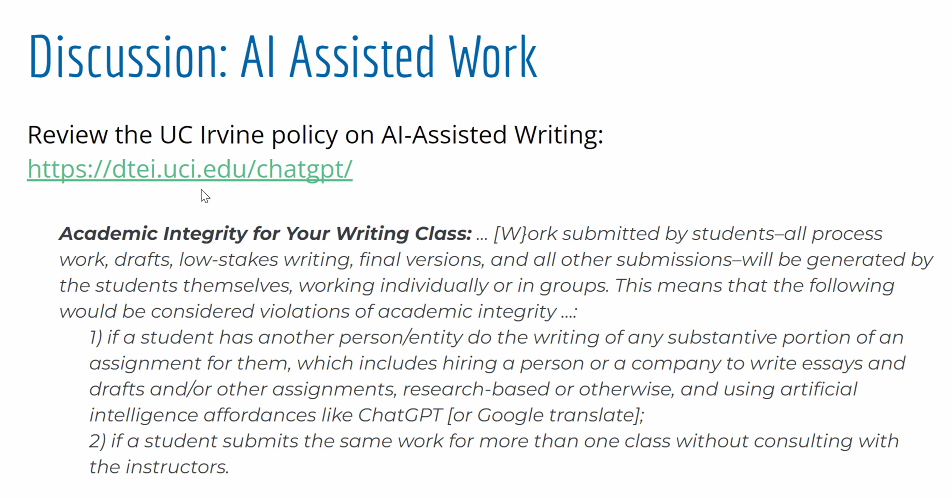 Discussion: AI Assisted Work
Review the UC Irvine policy on AI-Assisted Writing:
https://dtei.uci.edu/chatgpt/
Academic Integrity for Your Writing Class: ... [W}ork submitted by students–all process
work, drafts, low-stakes writing, final versions, and all other submissions–will be generated by
the students themselves, working individually or in groups. This means that the following
would be considered violations of academic integrity ...:
1) if a student has another person/entity do the writing of any substantive portion of an
assignment for them, which includes hiring a person or a company to write essays and
drafts and/or other assignments, research-based or otherwise, and using artificial
intelligence affordances like ChatGPT [or Google translate];
2) if a student submits the same work for more than one class without consulting with
the instructors.